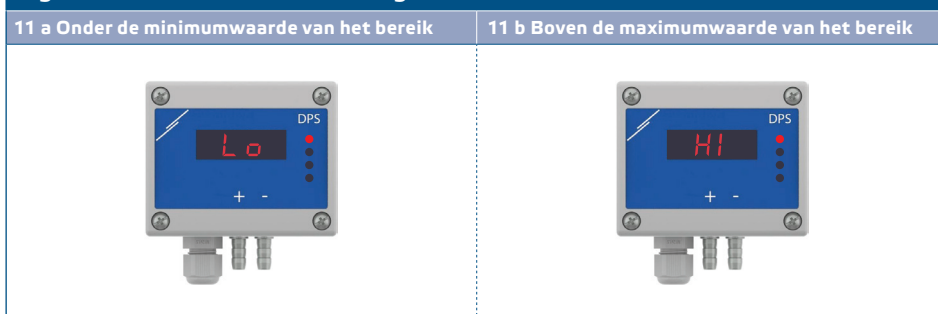 11 a Onder de minimumwaarde van het bereik
11 b Boven de maximumwaarde van het bereik
DPS
Lo
+ -
DPS
HI
+ -